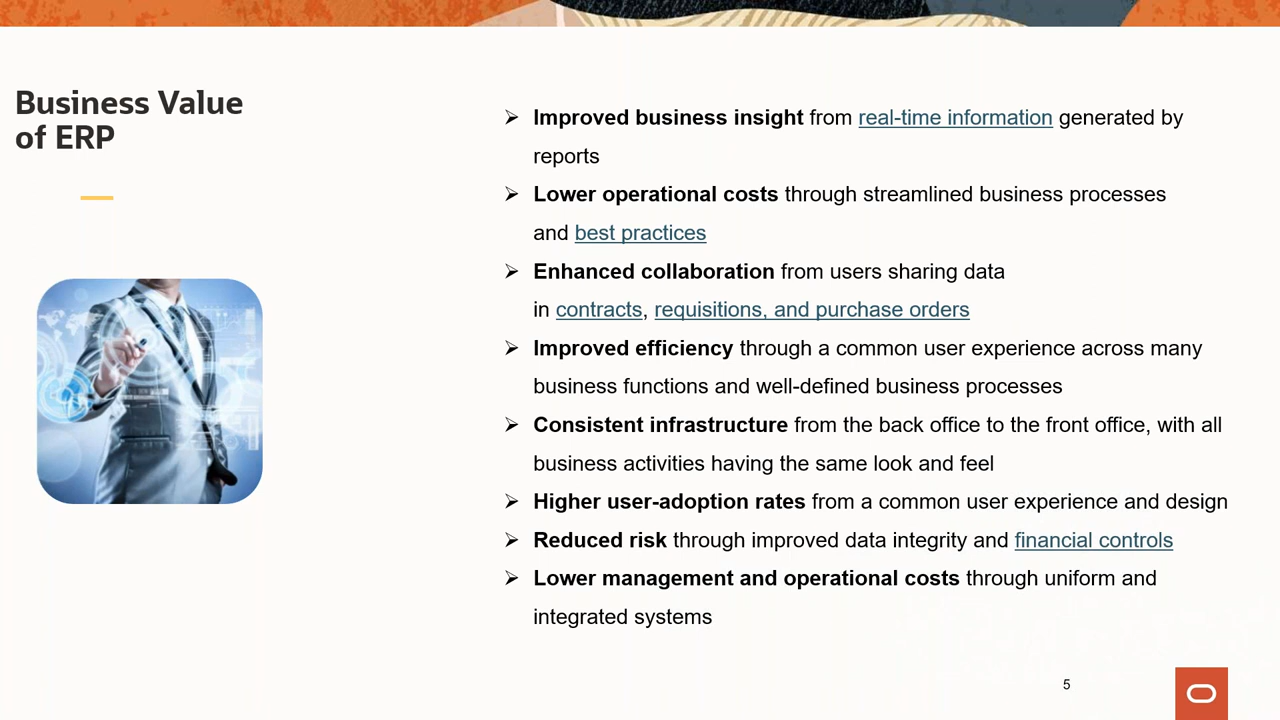 Business Value
of ERP
➢ Improved business insight from real-time information generated by
reports
➢ Lower operational costs through streamlined business processes
and best practices
➢ Enhanced collaboration from users sharing data
in contracts, requisitions, and purchase orders
➢ Improved efficiency through a common user experience across many
business functions and well-defined business processes
➢ Consistent infrastructure from the back office to the front office, with all
business activities having the same look and feel
➢ Higher user-adoption rates from a common user experience and design
➢ Reduced risk through improved data integrity and financial controls
➢ Lower management and operational costs through uniform and
integrated systems
5